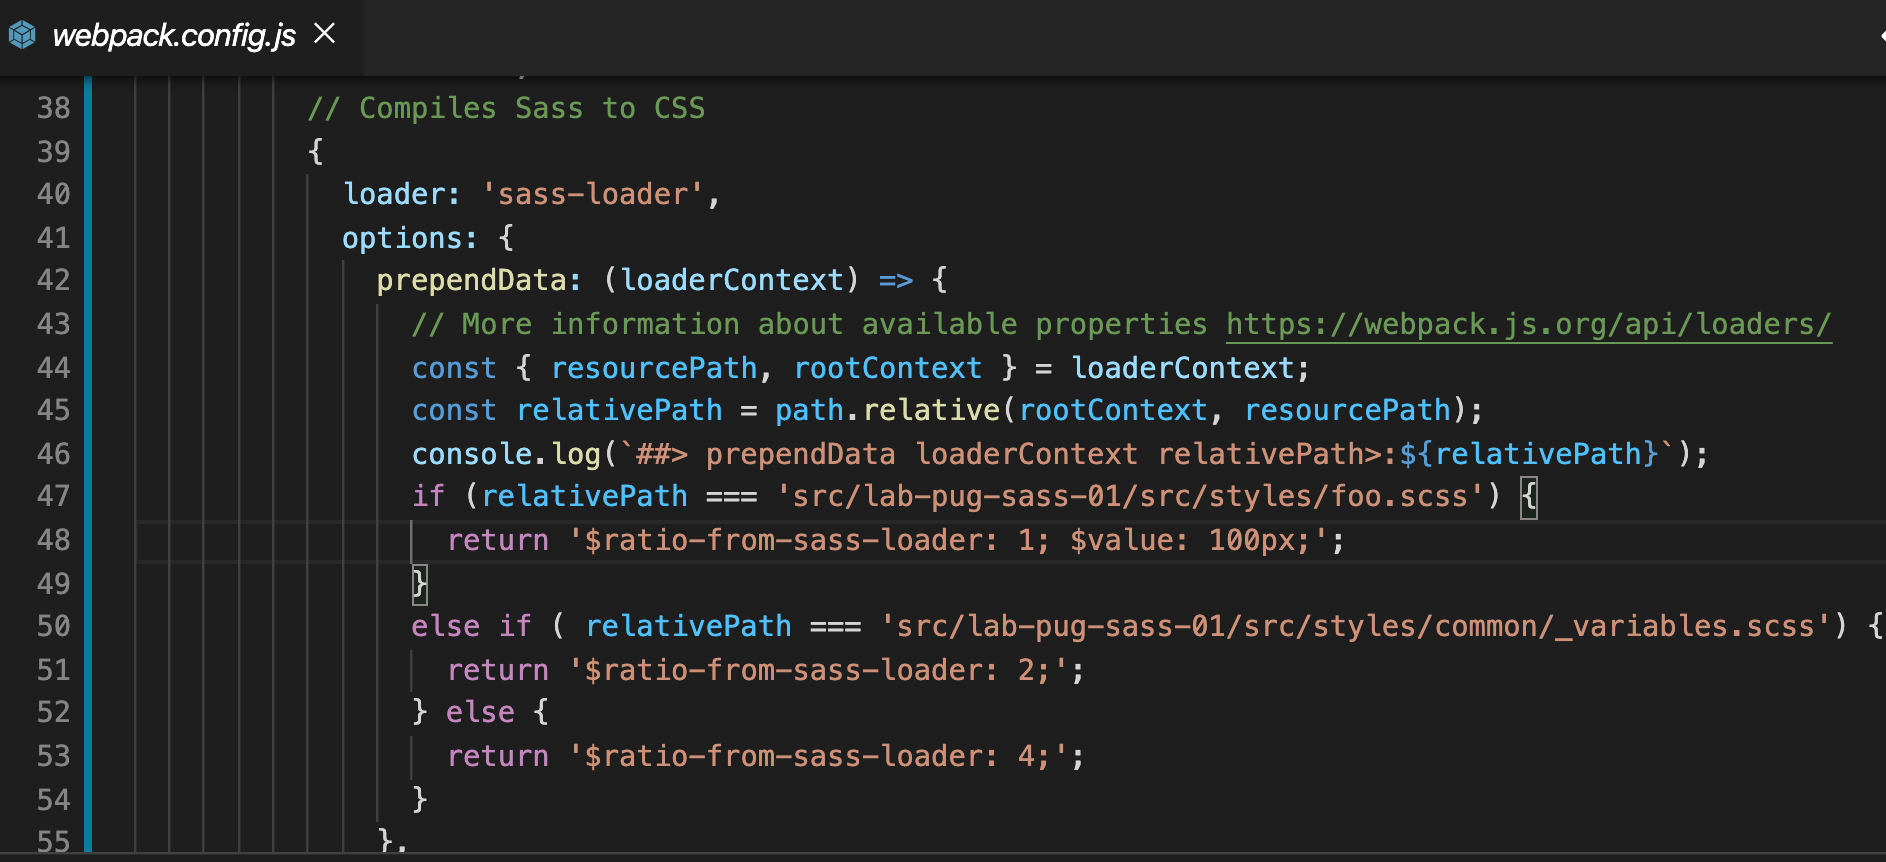 webpack.config.js
38 // Compiles Sass to CSS
39 {
40 loader: 'sass-loader',
41 options: {
42 prependData: (loaderContext) => {
43 // More information about available properties https://webpack.js.org/api/loaders/
44 const { resourcePath, rootContext } = loaderContext;
45 const relativePath = path.relative(rootContext, resourcePath);
46 console.log(`##> prependData loaderContext relativePath>:${relativePath}`);
47 if (relativePath === 'src/lab-pug-sass-01/src/styles/foo.scss') {
48 return '$ratio-from-sass-loader: 1; $value: 100px;';
49 }
50 else if ( relativePath === 'src/lab-pug-sass-01/src/styles/common/_variables.scss') {
51 return '$ratio-from-sass-loader: 2;';
52 } else {
53 return '$ratio-from-sass-loader: 4;';
54 }
55 },